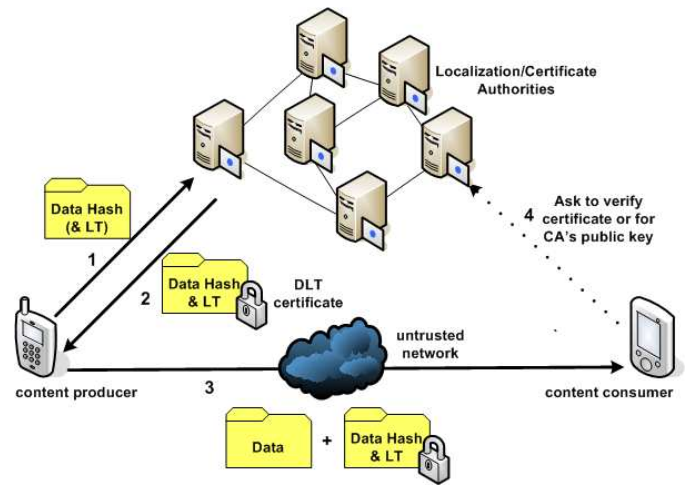 Localization/Certificate
Authorities
Data Hash
(& LT)
1
2
Data Hash
& LT
DLT
certificate
4
Ask to verify
certificate or for
CA's public key
untrusted
network
content producer
3
content consumer
Data
+
Data Hash
& LT